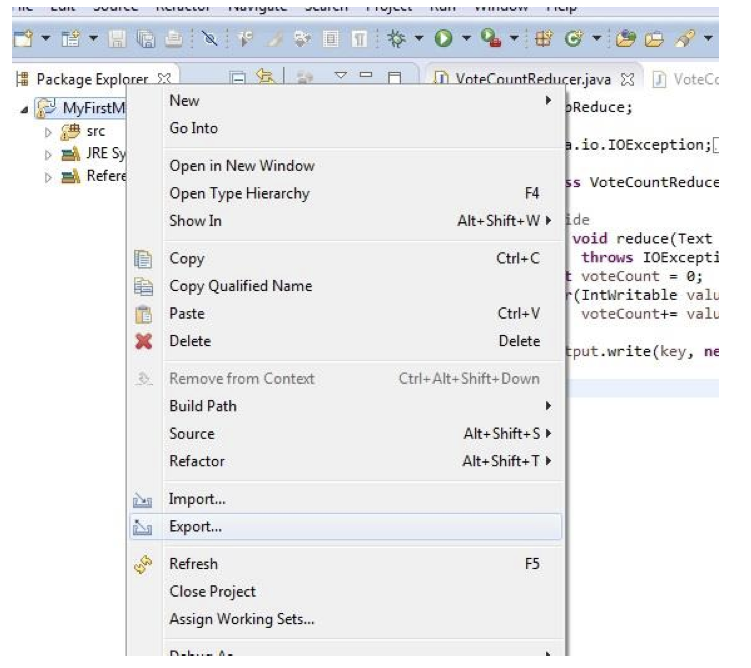 File Edit Source Refactor Navigate Search Project Run Window Help
Package Explorer
VoteCountReducer.java
VoteCo
MyFirstM
src
JRE Sy
Refere
New
Go Into
Open in New Window
Open Type Hierarchy F4
Show In Alt+Shift+W
Copy Ctrl+C
Copy Qualified Name
Paste Ctrl+V
Delete Delete
Remove from Context Ctrl+Alt+Shift+Down
Build Path
Source Alt+Shift+S
Refactor Alt+Shift+T
Import...
Export...
Refresh F5
Close Project
Assign Working Sets...
Debug As
pReduce;
a.io.IOException;
ss VoteCountReduce
ide
void reduce(Text
throws IOExcepti
t voteCount = 0;
r(IntWritable valu
voteCount+= valu
tput.write(key, ne